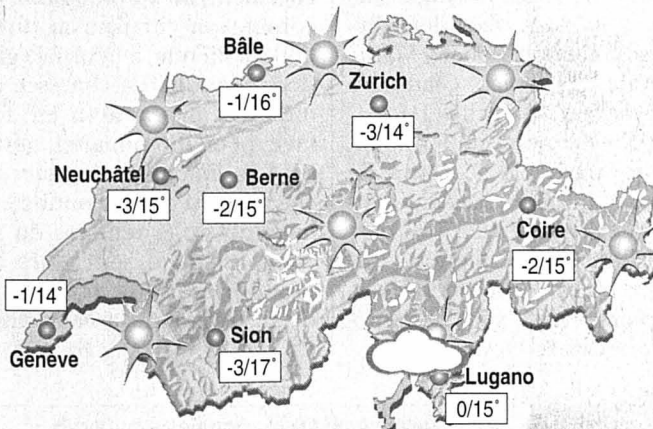 Bâle
-1/16°
Zurich
-3/14°
Neuchâtel
-3/15°
Berne
-2/15°
Coire
-2/15°
-1/14°
Genève
Sion
-3/17°
Lugano
0/15°